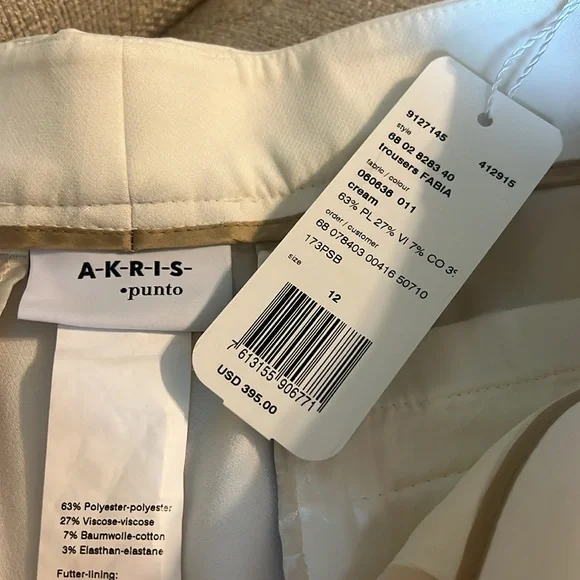 A-K-R-I-S-
•punto
63% Polyester-polyester
27% Viscose-viscose
7% Baumwolle-cotton
3% Elasthan-elastane
Futter-lining:
9127145 412915
style
68 02 8283 40
trousers FABIA
fabric / colour
060636 011
cream
63% PL 27% VI 7% CO 3%
order / customer
68 078403 00416 50710
173PSB
size
12
7 613155 906771
USD 395.00